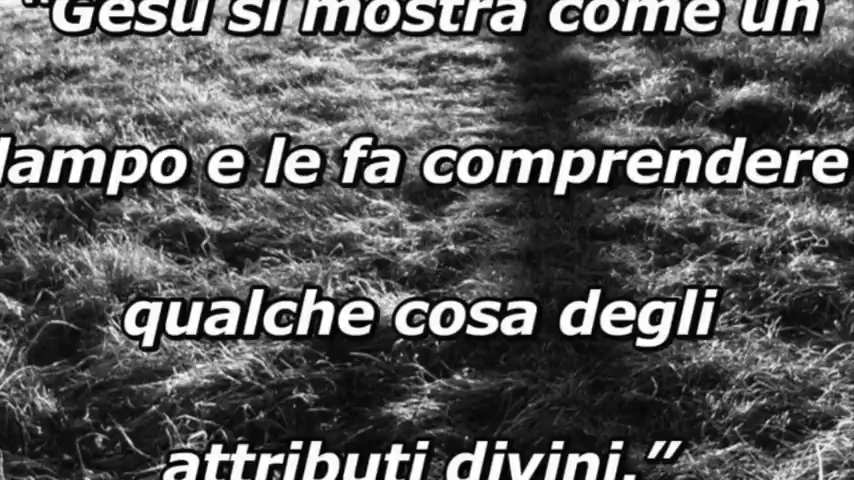 “Gesù si mostra come un
lampo e le fa comprendere
qualche cosa degli
attributi divini.”